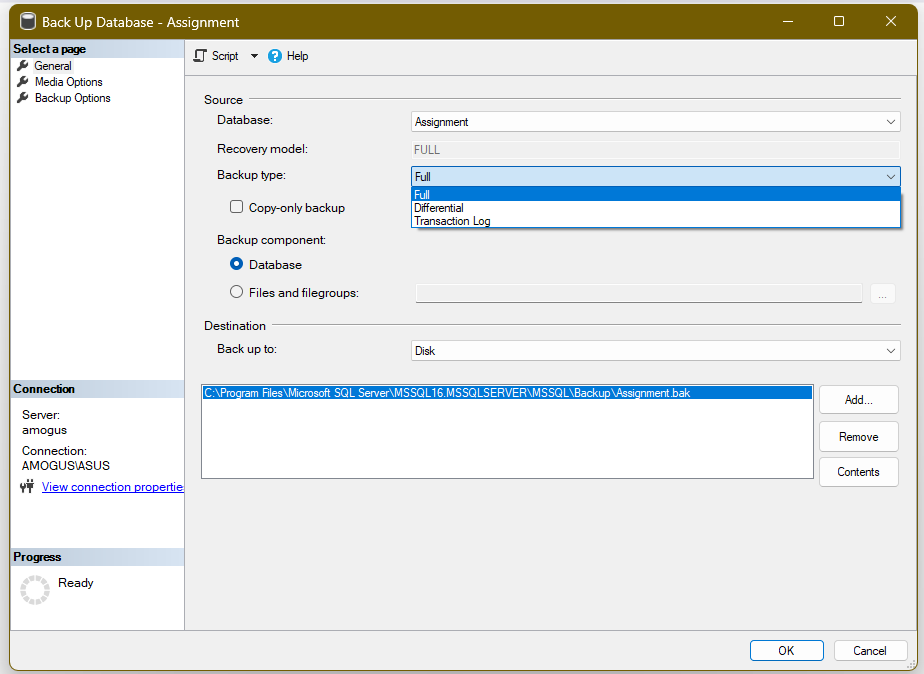 Back Up Database - Assignment
Select a page
General
Media Options
Backup Options
Script
Help
Source
Database:
Assignment
Recovery model:
FULL
Backup type:
Full
Full
Differential
Transaction Log
Copy-only backup
Backup component:
Database
Files and filegroups:
...
Destination
Back up to:
Disk
C:\Program Files\Microsoft SQL Server\MSSQL16.MSSQLSERVER\MSSQL\Backup\Assignment.bak
Add...
Remove
Contents
Connection
Server:
amogus
Connection:
AMOGUS\ASUS
View connection propertie
Progress
Ready
OK
Cancel